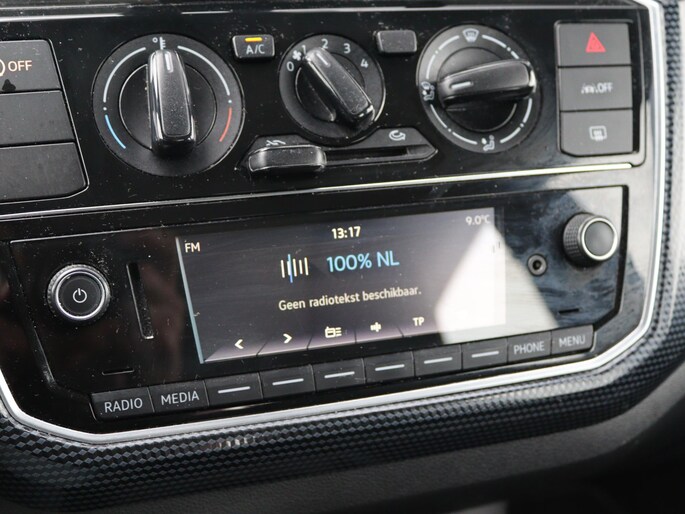 OFF
A/C
0 1 2 3 4
OFF
FM
13:17
9.0°C
100% NL
Geen radiotekst beschikbaar.
TP
RADIO
MEDIA
PHONE
MENU